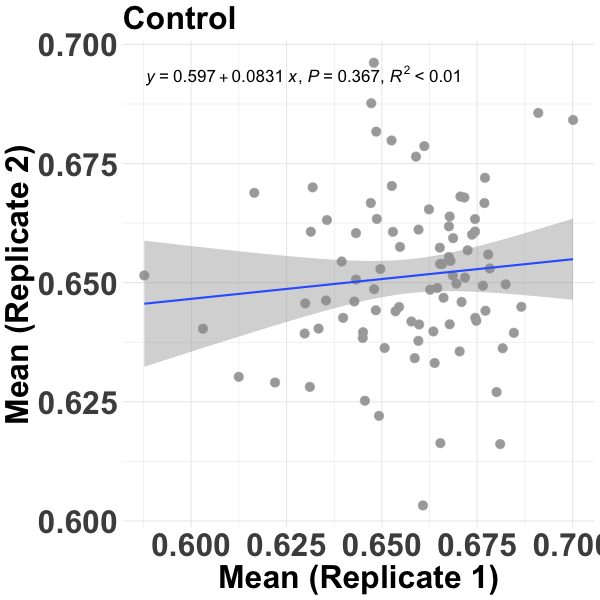 Control
0.700
y = 0.597 + 0.0831 x, P = 0.367, R² < 0.01
0.675
0.650
0.625
0.600
Mean (Replicate 2)
0.600 0.625 0.650 0.675 0.700
Mean (Replicate 1)